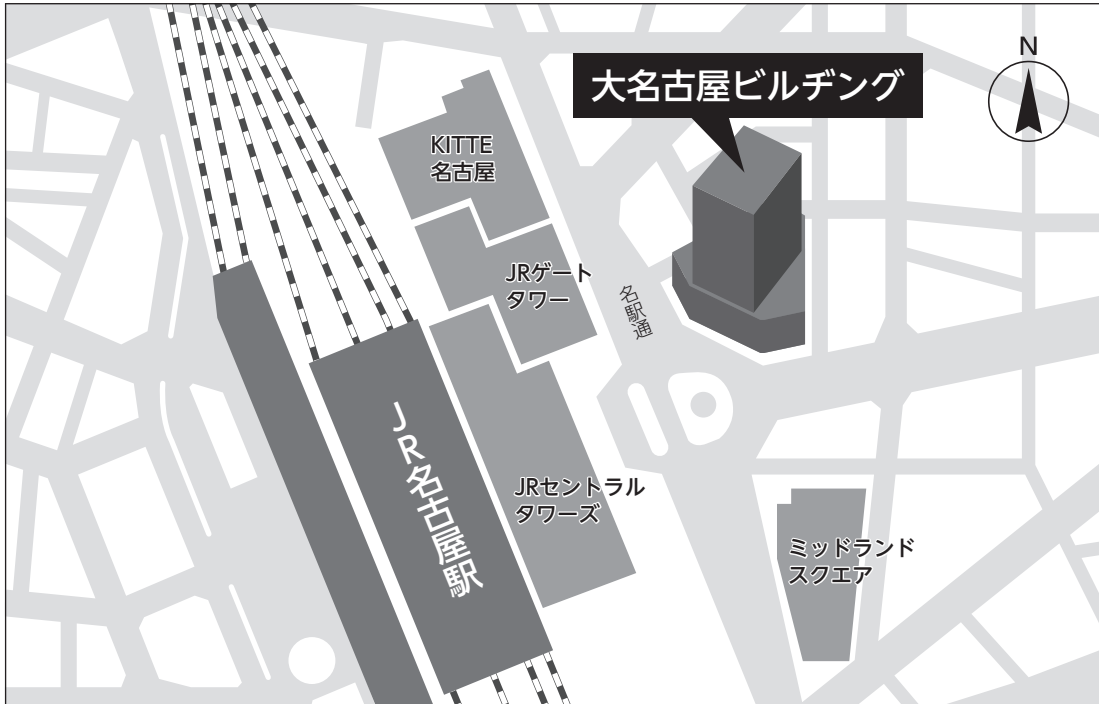 N
大名古屋ビルヂング
KITTE
名古屋
JRゲート
タワー
名駅通
JR名古屋駅
JRセントラル
タワーズ
ミッドランド
スクエア